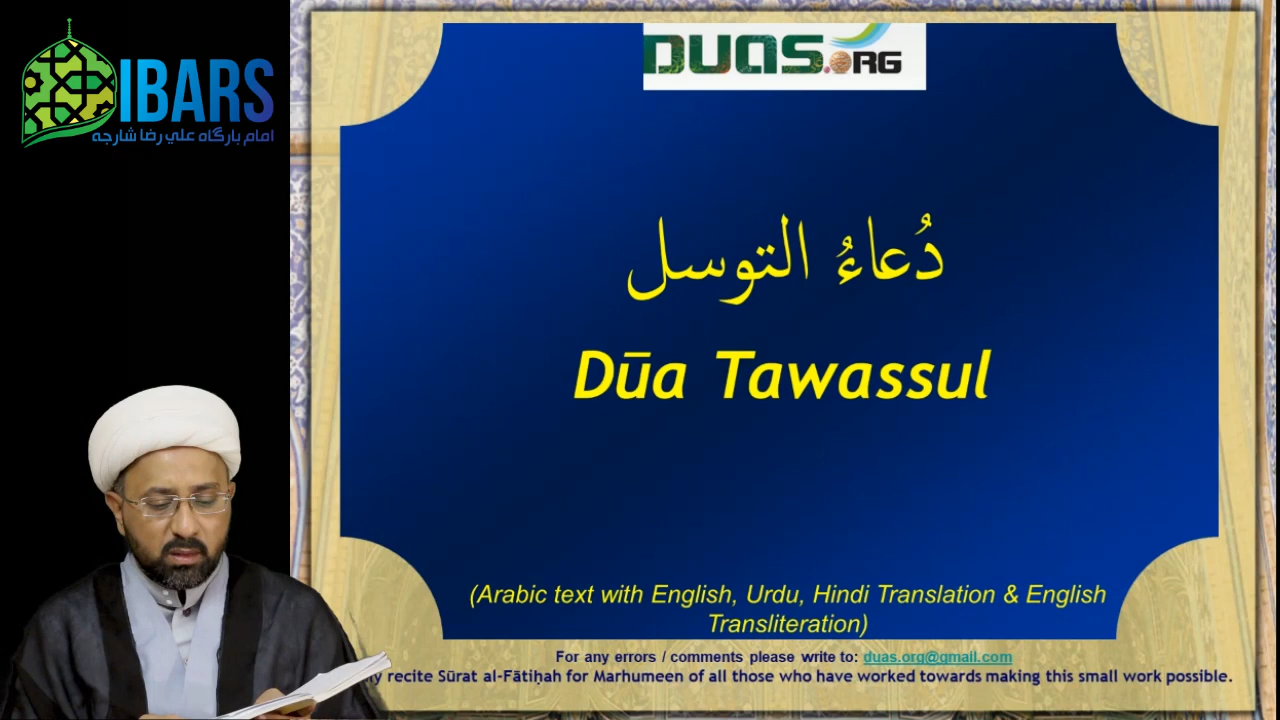 IBARS
امام بارگاه علي رضا شارجه
DUAS.ORG
دُعاءُ التوسل
Dūa Tawassul
(Arabic text with English, Urdu, Hindi Translation & English
Transliteration)
For any errors / comments please write to: duas.org@gmail.com
recite Sūrat al-Fātiḥah for Marhumeen of all those who have worked towards making this small work possible.